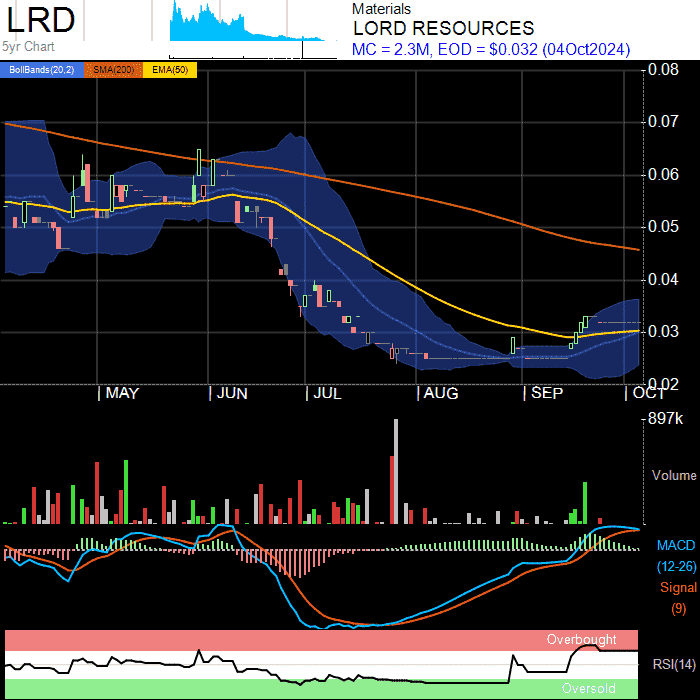 LRD
5yr Chart
Materials
LORD RESOURCES
MC = 2.3M, EOD = $0.032 (04Oct2024)
BollBands(20,2) SMA(200) EMA(50)
0.08
0.07
0.06
0.05
0.04
0.03
0.02
MAY JUN JUL AUG SEP OCT
897k
Volume
MACD
(12-26)
Signal
(9)
Overbought
RSI(14)
Oversold